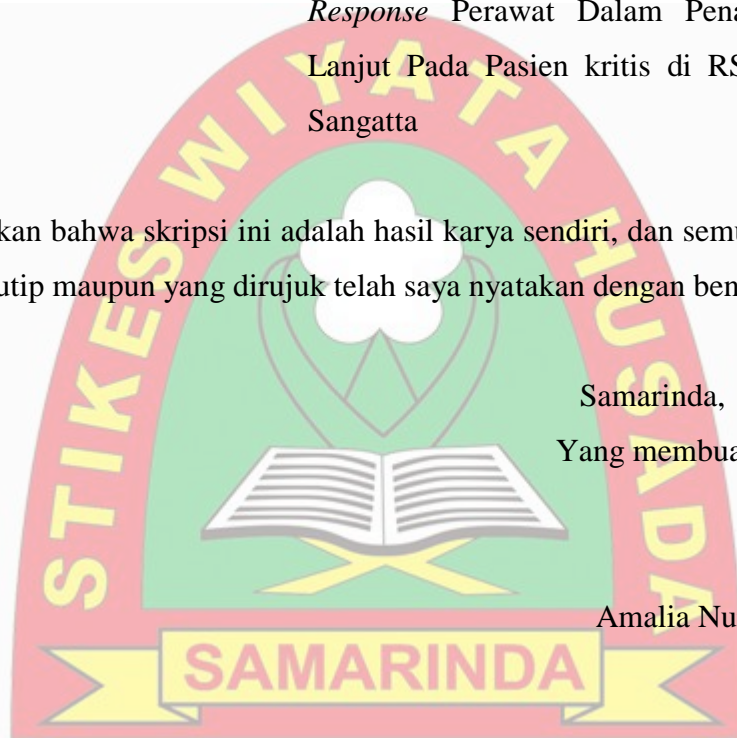 Response Perawat Dalam Pena
Lanjut Pada Pasien kritis di RS
Sangatta
kan bahwa skripsi ini adalah hasil karya sendiri, dan semu
utip maupun yang dirujuk telah saya nyatakan dengan ben
Samarinda,
Yang membua
Amalia Nu
STIKES WIYATA HUSADA
SAMARINDA